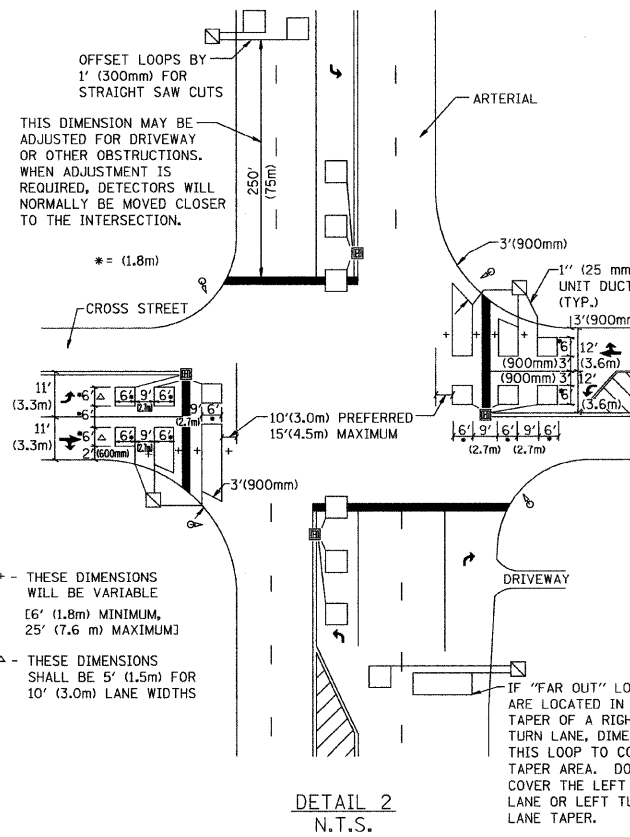 OFFSET LOOPS BY
1' (300mm) FOR
STRAIGHT SAW CUTS
THIS DIMENSION MAY BE
ADJUSTED FOR DRIVEWAY
OR OTHER OBSTRUCTIONS.
WHEN ADJUSTMENT IS
REQUIRED, DETECTORS WILL
NORMALLY BE MOVED CLOSER
TO THE INTERSECTION.
* = (1.8m)
250'
(75m)
ARTERIAL
3'(900mm)
1" (25 mm
UNIT DUCT
(TYP.)
3'(900mm
CROSS STREET
+ + +
*6' 12'
(900mm) 3' (3.6m)
(900mm) 3' 12'
*6' (3.6m)
6' 9' 6' 9' 6'
* (2.7m) * (2.7m) *
11' *6' △ 6'* 9' 6'*
(3.3m) (2.7m)
*6' 9' 6'*
(2.7m)
11' *6' △ 6'* 9' 6'*
(3.3m) (2.7m)
2' (600mm)
+ + +
10'(3.0m) PREFERRED
15'(4.5m) MAXIMUM
3'(900mm)
+ - THESE DIMENSIONS
WILL BE VARIABLE
[6' (1.8m) MINIMUM,
25' (7.6 m) MAXIMUM]
△ - THESE DIMENSIONS
SHALL BE 5' (1.5m) FOR
10' (3.0m) LANE WIDTHS
DRIVEWAY
IF "FAR OUT" LO
ARE LOCATED IN
TAPER OF A RIGH
TURN LANE, DIME
THIS LOOP TO CO
TAPER AREA. DO
COVER THE LEFT
LANE OR LEFT TU
LANE TAPER.
DETAIL 2
N.T.S.